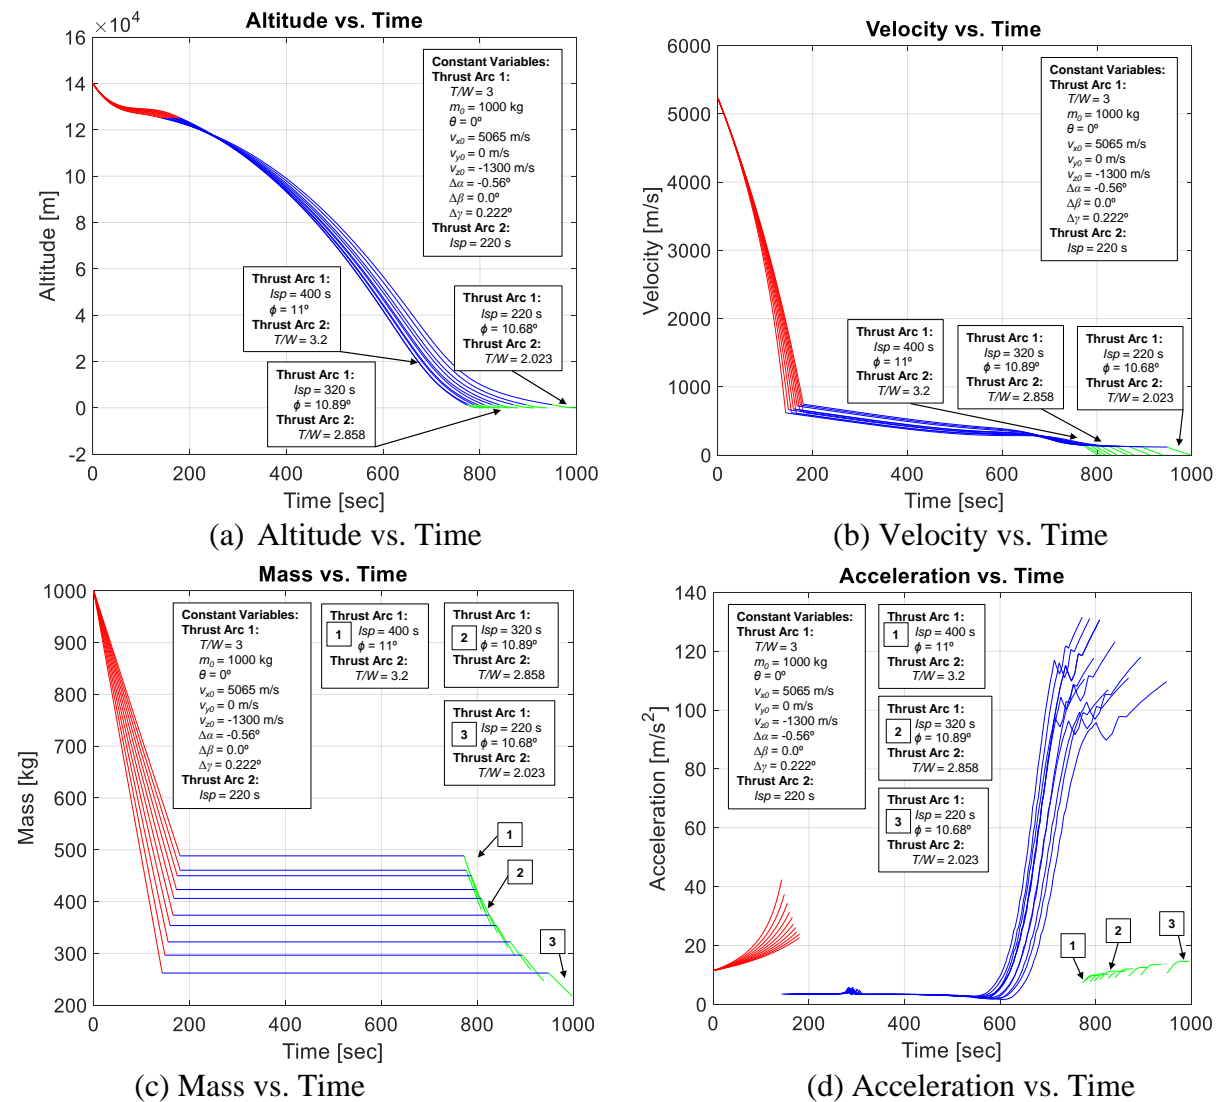 Altitude vs. Time
×10⁴
16
14
12
10
8
6
4
2
0
-2
Altitude [m]
0
200
400
600
800
1000
Time [sec]
Constant Variables:
Thrust Arc 1:
T/W = 3
m₀ = 1000 kg
θ = 0º
vₓ₀ = 5065 m/s
v_y0 = 0 m/s
v_z0 = -1300 m/s
Δα = -0.56º
Δβ = 0.0º
Δγ = 0.222º
Thrust Arc 2:
Isp = 220 s
Thrust Arc 1:
Isp = 400 s
ϕ = 11º
Thrust Arc 2:
T/W = 3.2
Thrust Arc 1:
Isp = 220 s
ϕ = 10.68º
Thrust Arc 2:
T/W = 2.023
Thrust Arc 1:
Isp = 320 s
ϕ = 10.89º
Thrust Arc 2:
T/W = 2.858
(a) Altitude vs. Time
Velocity vs. Time
6000
5000
4000
3000
2000
1000
0
Velocity [m/s]
0
200
400
600
800
1000
Time [sec]
Constant Variables:
Thrust Arc 1:
T/W = 3
m₀ = 1000 kg
θ = 0º
vₓ₀ = 5065 m/s
v_y0 = 0 m/s
v_z0 = -1300 m/s
Δα = -0.56º
Δβ = 0.0º
Δγ = 0.222º
Thrust Arc 2:
Isp = 220 s
Thrust Arc 1:
Isp = 400 s
ϕ = 11º
Thrust Arc 2:
T/W = 3.2
Thrust Arc 1:
Isp = 320 s
ϕ = 10.89º
Thrust Arc 2:
T/W = 2.858
Thrust Arc 1:
Isp = 220 s
ϕ = 10.68º
Thrust Arc 2:
T/W = 2.023
(b) Velocity vs. Time
Mass vs. Time
1000
900
800
700
600
500
400
300
200
Mass [kg]
0
200
400
600
800
1000
Time [sec]
Constant Variables:
Thrust Arc 1:
T/W = 3
m₀ = 1000 kg
θ = 0º
vₓ₀ = 5065 m/s
v_y0 = 0 m/s
v_z0 = -1300 m/s
Δα = -0.56º
Δβ = 0.0º
Δγ = 0.222º
Thrust Arc 2:
Isp = 220 s
Thrust Arc 1:
1 Isp = 400 s
ϕ = 11º
Thrust Arc 2:
T/W = 3.2
Thrust Arc 1:
2 Isp = 320 s
ϕ = 10.89º
Thrust Arc 2:
T/W = 2.858
Thrust Arc 1:
3 Isp = 220 s
ϕ = 10.68º
Thrust Arc 2:
T/W = 2.023
1
2
3
(c) Mass vs. Time
Acceleration vs. Time
140
120
100
80
60
40
20
0
Acceleration [m/s²]
0
200
400
600
800
1000
Time [sec]
Constant Variables:
Thrust Arc 1:
T/W = 3
m₀ = 1000 kg
θ = 0º
vₓ₀ = 5065 m/s
v_y0 = 0 m/s
v_z0 = -1300 m/s
Δα = -0.56º
Δβ = 0.0º
Δγ = 0.222º
Thrust Arc 2:
Isp = 220 s
Thrust Arc 1:
1 Isp = 400 s
ϕ = 11º
Thrust Arc 2:
T/W = 3.2
Thrust Arc 1:
2 Isp = 320 s
ϕ = 10.89º
Thrust Arc 2:
T/W = 2.858
Thrust Arc 1:
3 Isp = 220 s
ϕ = 10.68º
Thrust Arc 2:
T/W = 2.023
1
2
3
(d) Acceleration vs. Time